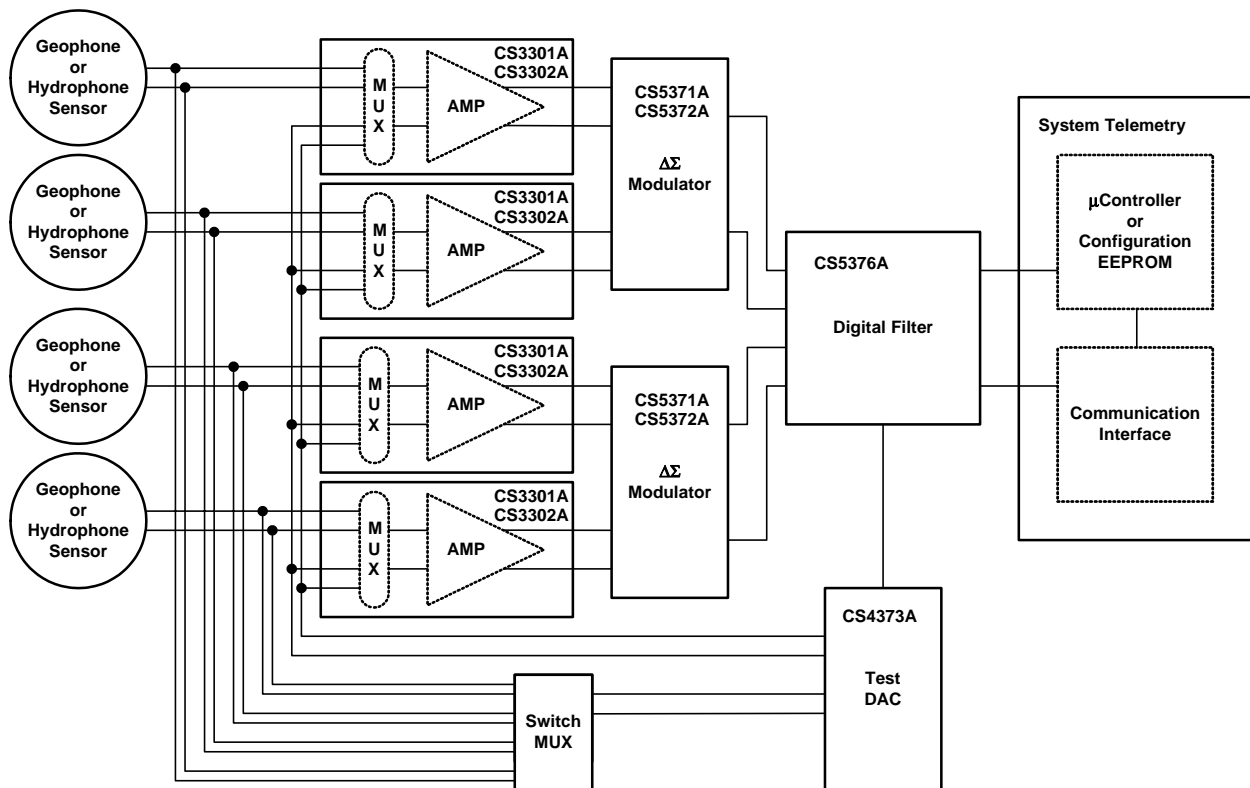 Geophone
or
Hydrophone
Sensor
CS3301A
CS3302A
M
U
X
AMP
CS5371A
CS5372A
ΔΣ
Modulator
Geophone
or
Hydrophone
Sensor
CS3301A
CS3302A
M
U
X
AMP
System Telemetry
μController
or
Configuration
EEPROM
CS5376A
Digital Filter
Communication
Interface
Geophone
or
Hydrophone
Sensor
CS3301A
CS3302A
M
U
X
AMP
CS5371A
CS5372A
ΔΣ
Modulator
Geophone
or
Hydrophone
Sensor
CS3301A
CS3302A
M
U
X
AMP
CS4373A
Test
DAC
Switch
MUX